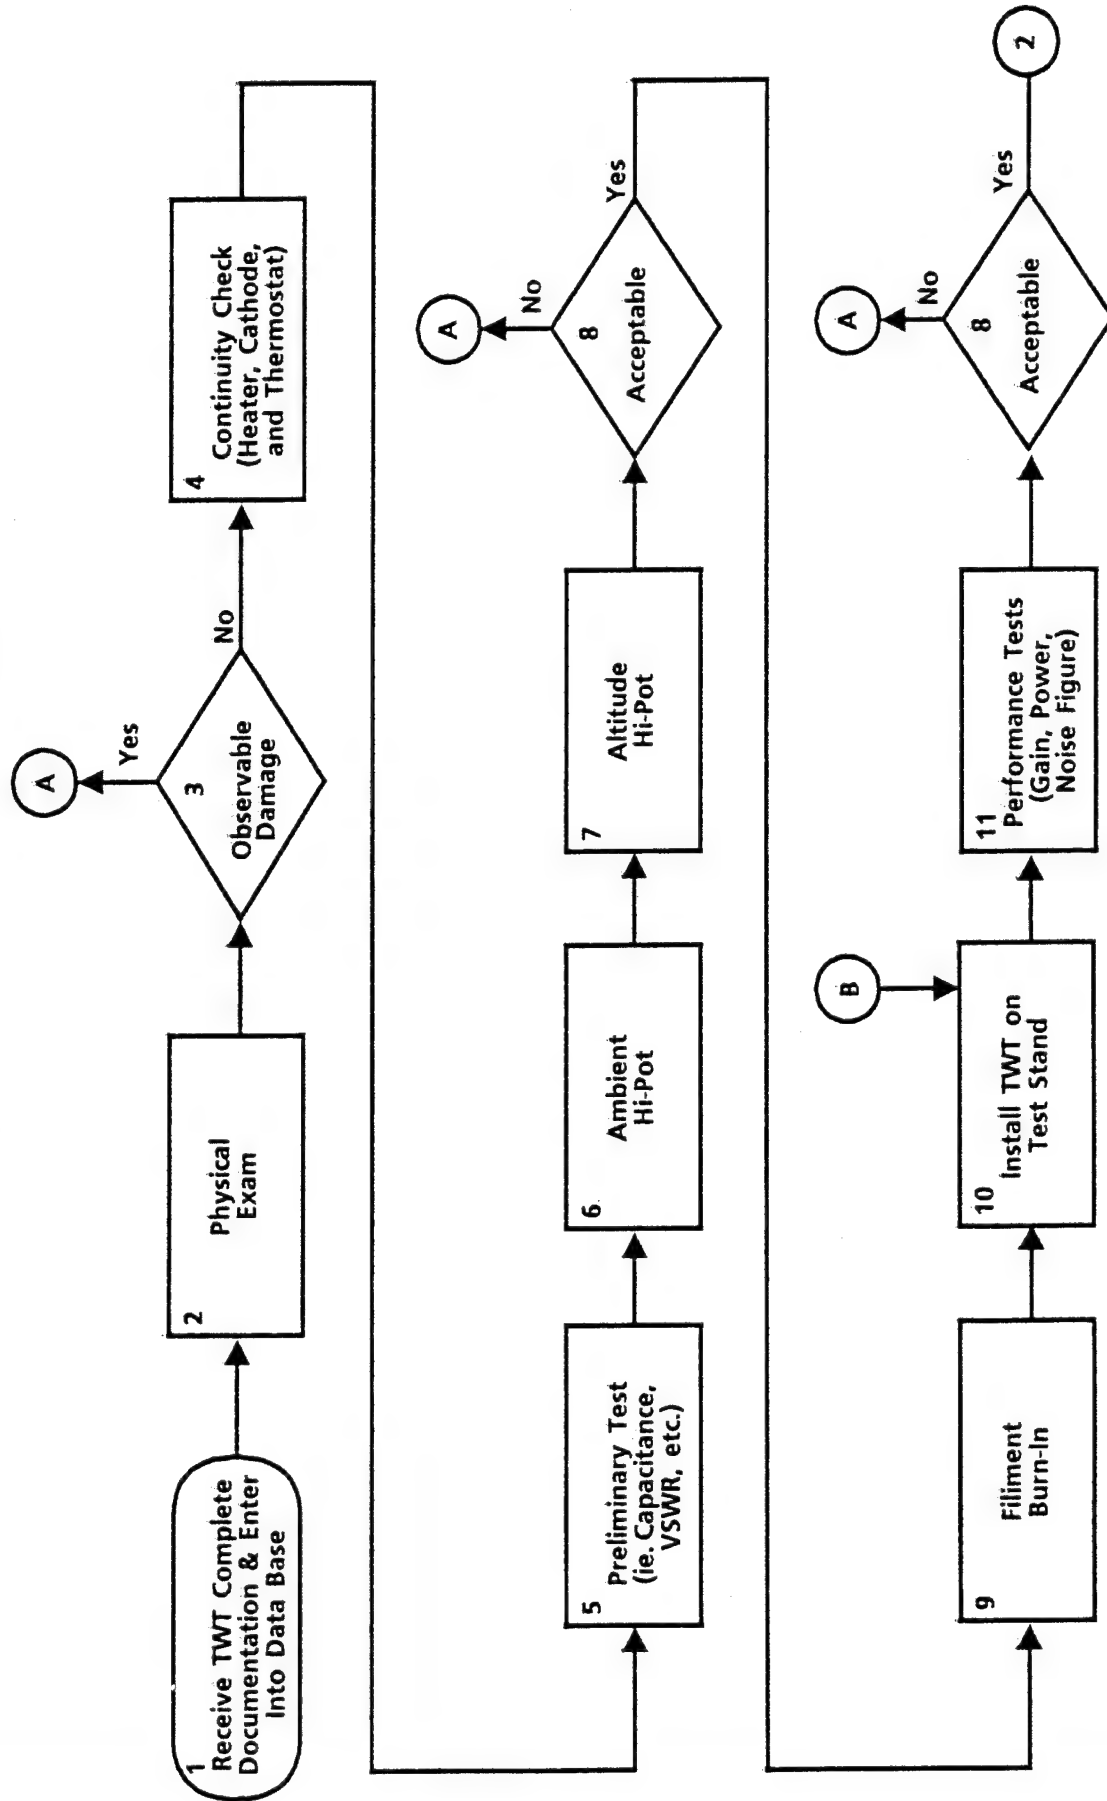 1
Receive TWT Complete
Documentation & Enter
Into Data Base
2
Physical
Exam
A
Yes
3
Observable
Damage
No
4
Continuity Check
(Heater, Cathode,
and Thermostat)
5
Preliminary Test
(ie. Capacitance,
VSWR, etc.)
6
Ambient
Hi-Pot
7
Altitude
Hi-Pot
A
No
8
Acceptable
Yes
9
Filiment
Burn-In
B
10
Install TWT on
Test Stand
11
Performance Tests
(Gain, Power,
Noise Figure)
A
No
8
Acceptable
Yes
2